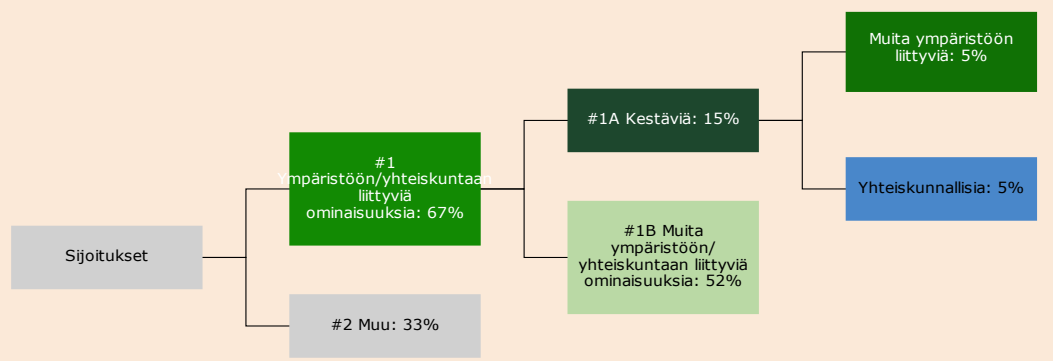 Sijoitukset
#1
Ympäristöön/yhteiskuntaan
liittyviä
ominaisuuksia: 67%
#2 Muu: 33%
#1A Kestäviä: 15%
#1B Muita
ympäristöön/
yhteiskuntaan liittyviä
ominaisuuksia: 52%
Muita ympäristöön
liittyviä: 5%
Yhteiskunnallisia: 5%